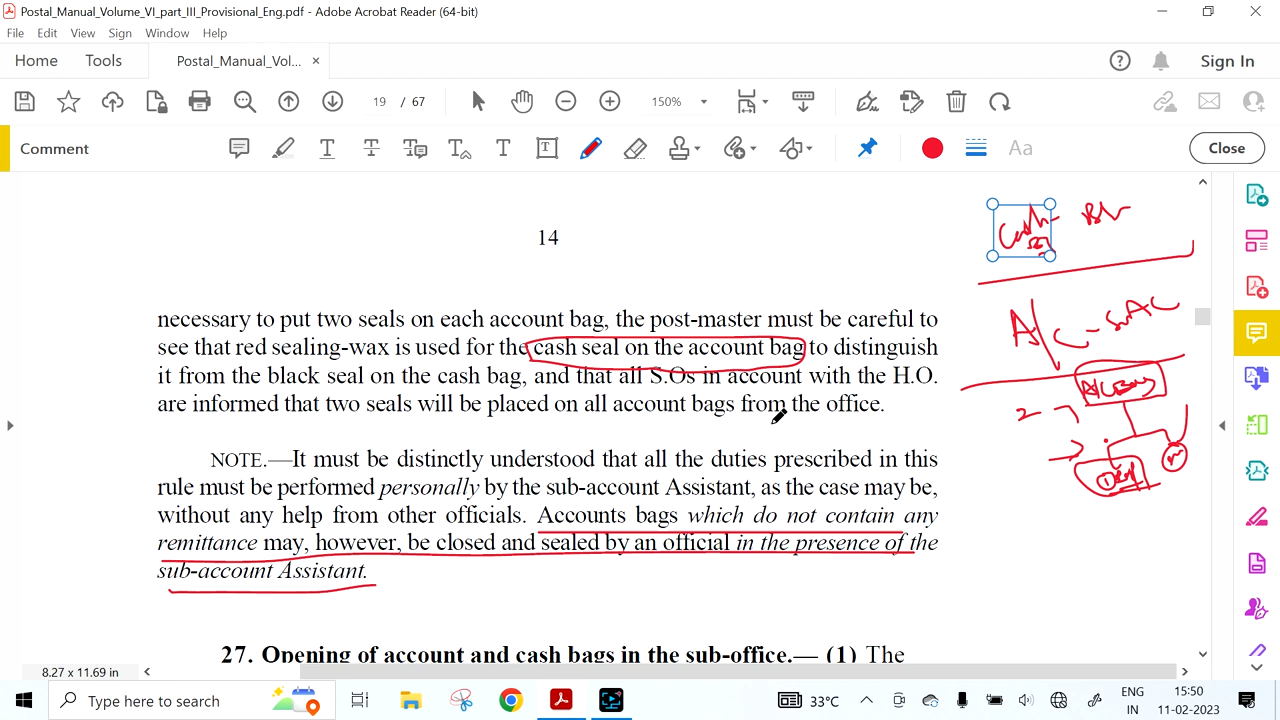 Postal_Manual_Volume_VI_part_III_Provisional_Eng.pdf - Adobe Acrobat Reader (64-bit)
File Edit View Sign Window Help
Home Tools Postal_Manual_Vol... × Sign In
19 / 67 150%
Comment Aa Close
14
Cash
necessary to put two seals on each account bag, the post-master must be careful to
see that red sealing-wax is used for the cash seal on the account bag to distinguish
it from the black seal on the cash bag, and that all S.Os in account with the H.O.
are informed that two seals will be placed on all account bags from the office.
A/C - SAC
A/C Bag
2
NOTE.—It must be distinctly understood that all the duties prescribed in this
rule must be performed personally by the sub-account Assistant, as the case may be,
without any help from other officials. Accounts bags which do not contain any
remittance may, however, be closed and sealed by an official in the presence of the
sub-account Assistant.
27. Opening of account and cash bags in the sub-office.— (1) The
8.27 x 11.69 in
Type here to search 33°C ENG 15:50
IN 11-02-2023